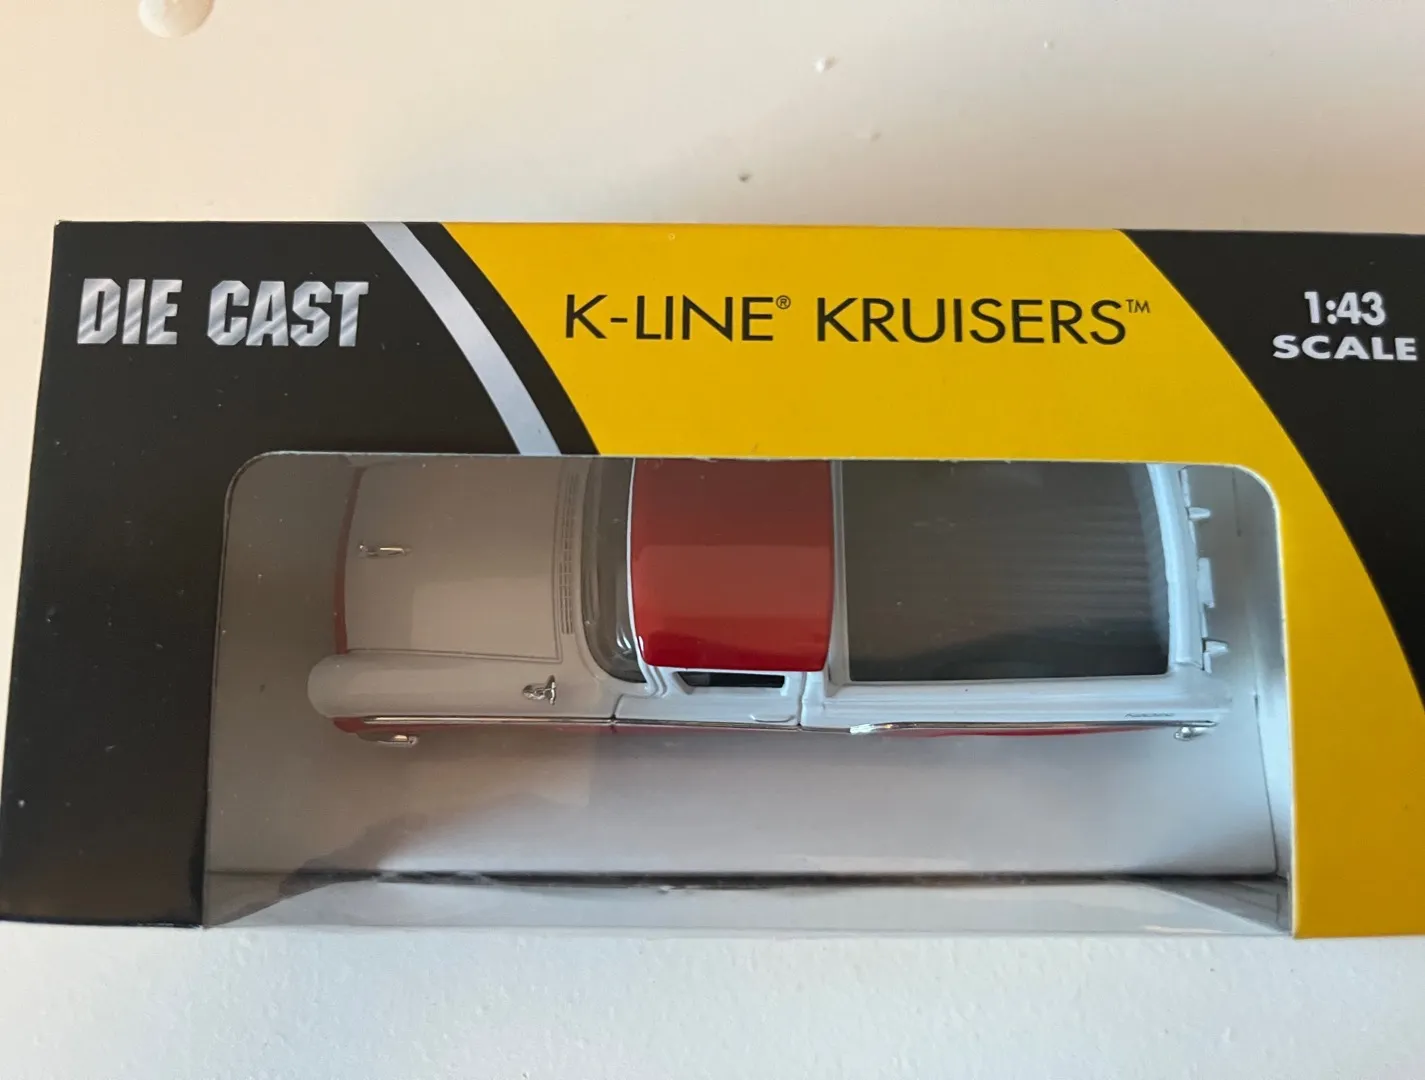 DIE CAST
K-LINE® KRUISERS™
1:43
SCALE